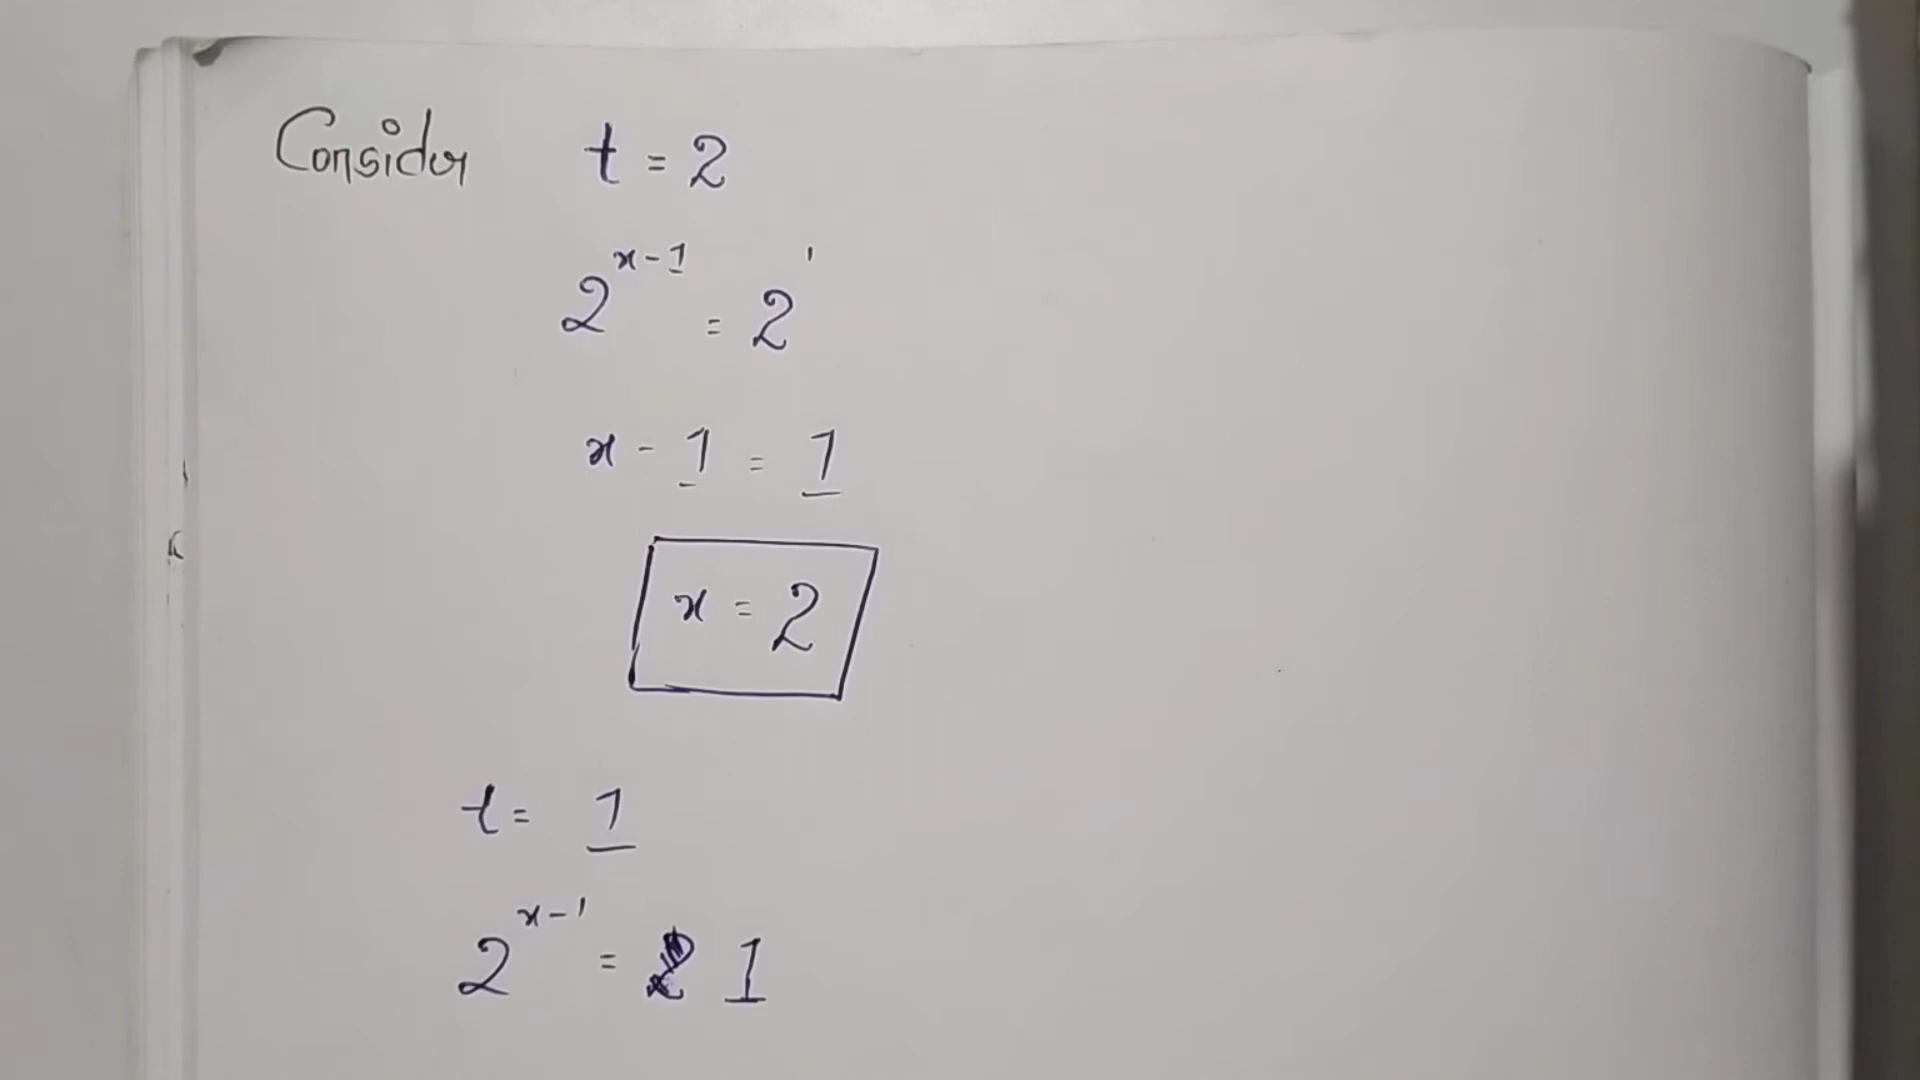 Consider t = 2
2^{x-1} = 2^{1}
x - 1 = 1
x = 2
t = 1
2^{x-1} = 1